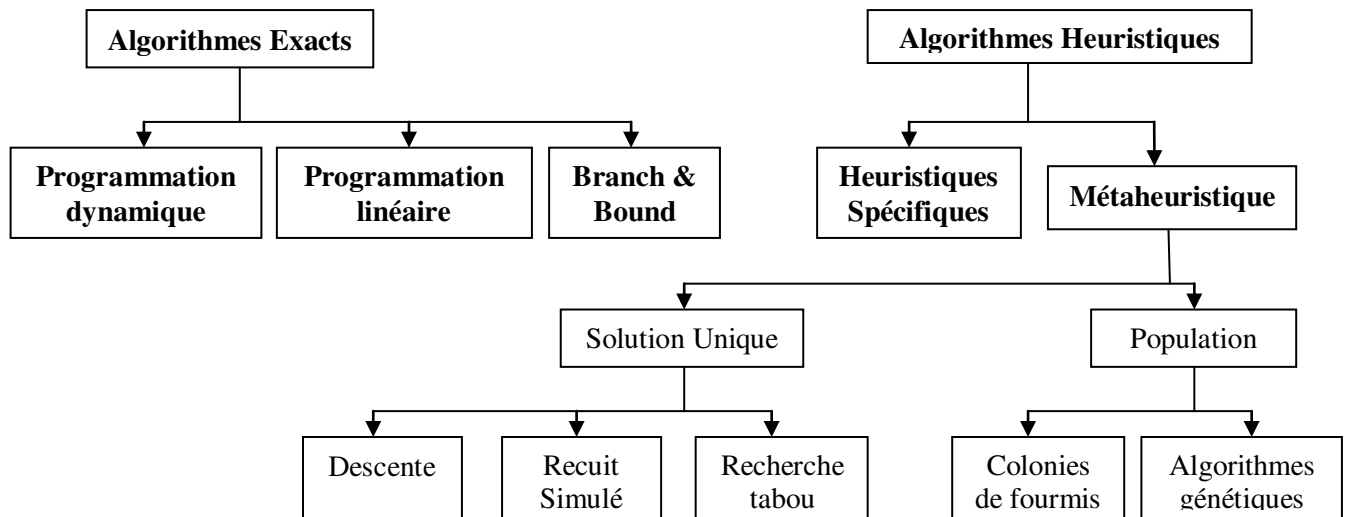 Algorithmes Exacts
Algorithmes Heuristiques
Programmation
dynamique
Programmation
linéaire
Branch &
Bound
Heuristiques
Spécifiques
Métaheuristique
Solution Unique
Population
Descente
Recuit
Simulé
Recherche
tabou
Colonies
de fourmis
Algorithmes
génétiques